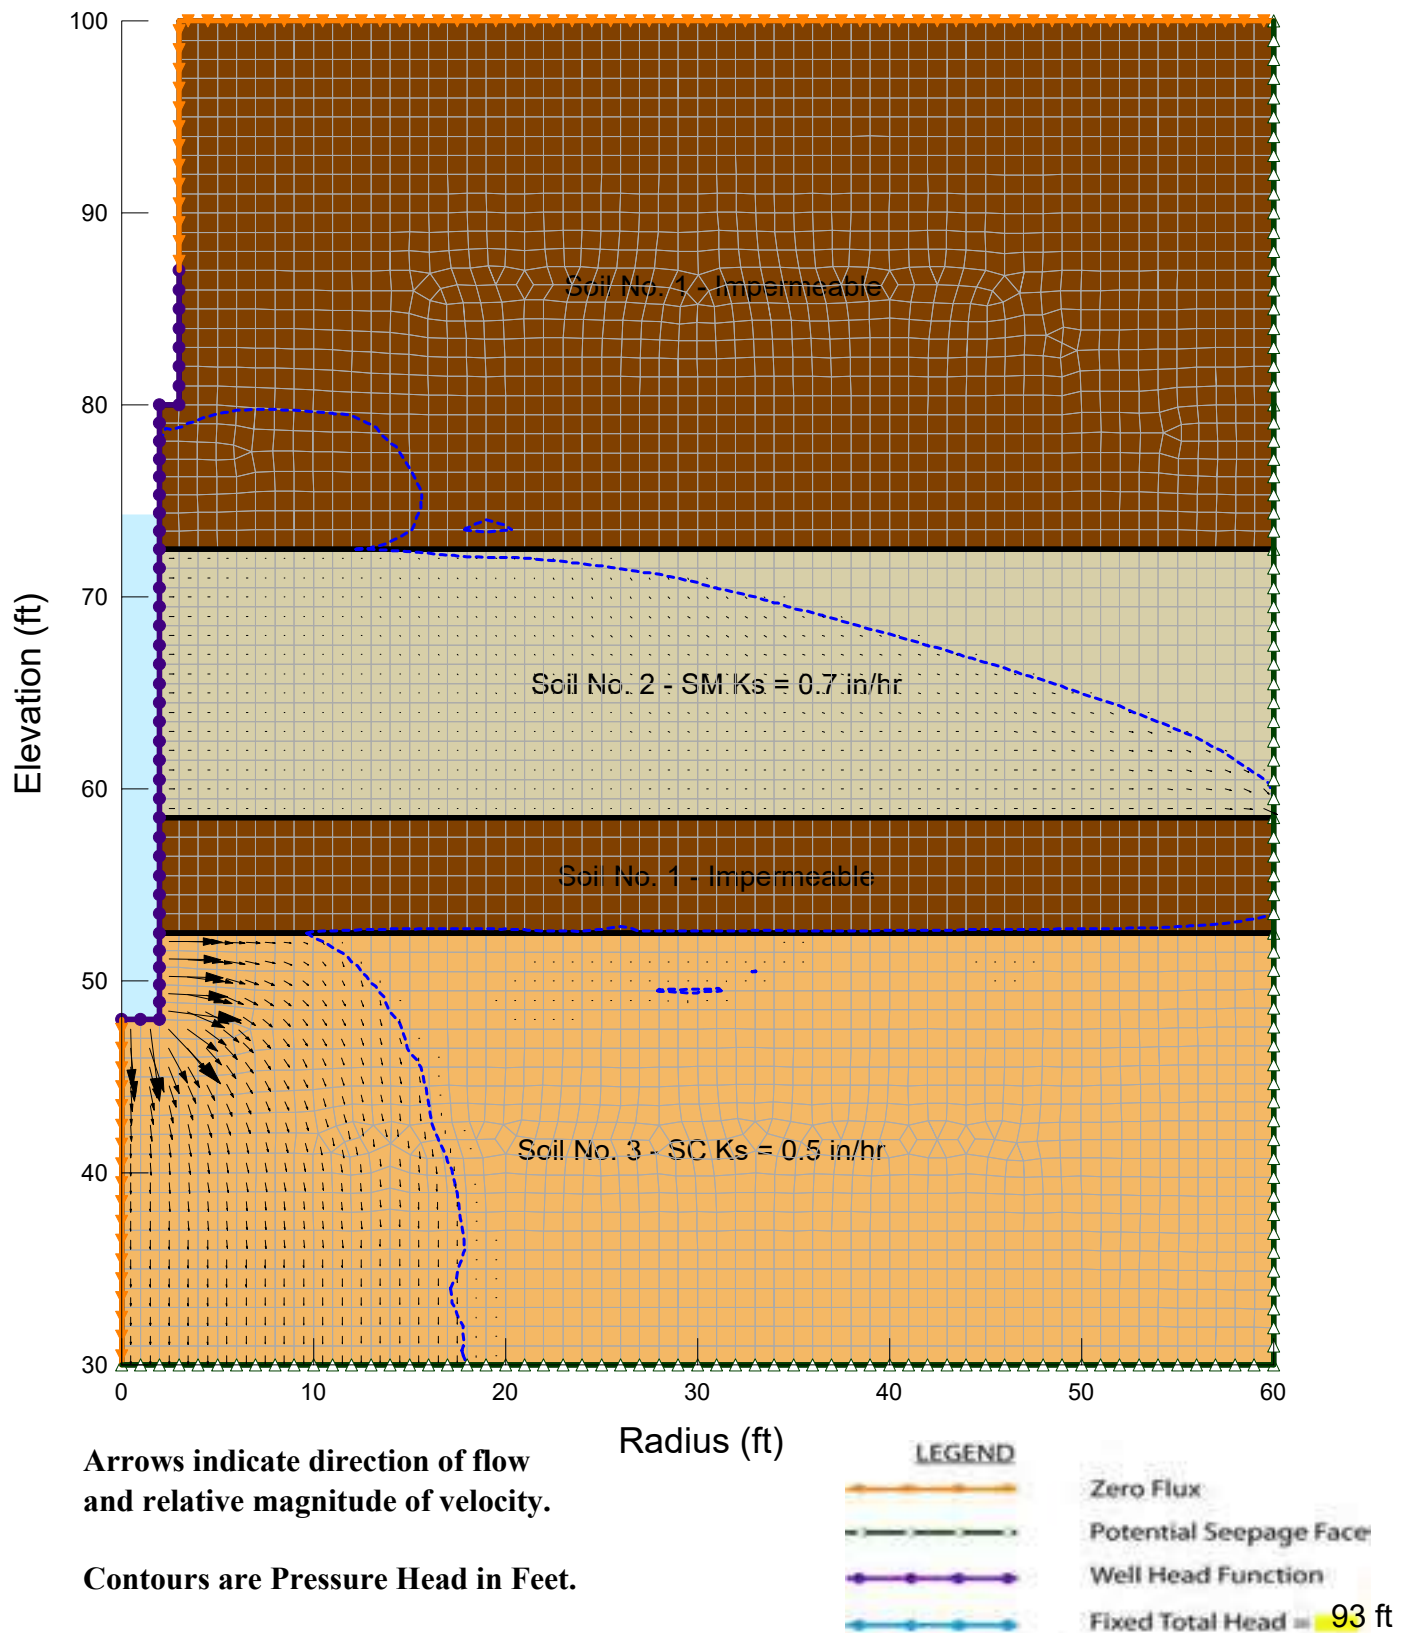 100
90
Soil No. 1 - Impermeable
80
70
Elevation (ft)
Soil No. 2 - SM Ks = 0.7 in/hr
60
Soil No. 1 - Impermeable
50
Soil No. 3 - SC Ks = 0.5 in/hr
40
30
0 10 20 30 40 50 60
Radius (ft)
Arrows indicate direction of flow
and relative magnitude of velocity.
Contours are Pressure Head in Feet.
LEGEND
Zero Flux
Potential Seepage Face
Well Head Function
Fixed Total Head = 93 ft